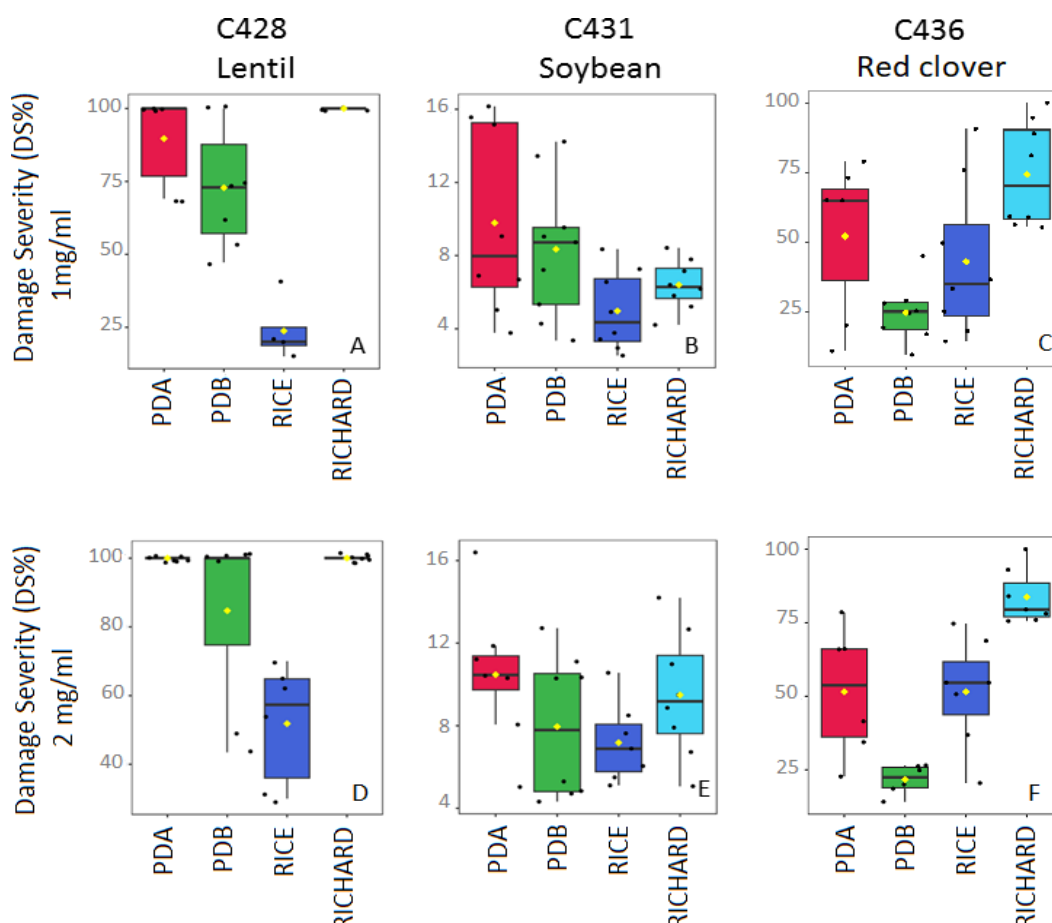 C428
Lentil
C431
Soybean
C436
Red clover
Damage Severity (DS%)
1mg/ml
100
75
50
25
A
PDA
PDB
RICE
RICHARD
16
12
8
4
B
PDA
PDB
RICE
RICHARD
100
75
50
25
C
PDA
PDB
RICE
RICHARD
Damage Severity (DS%)
2 mg/ml
100
80
60
40
D
PDA
PDB
RICE
RICHARD
16
12
8
4
E
PDA
PDB
RICE
RICHARD
100
75
50
25
F
PDA
PDB
RICE
RICHARD